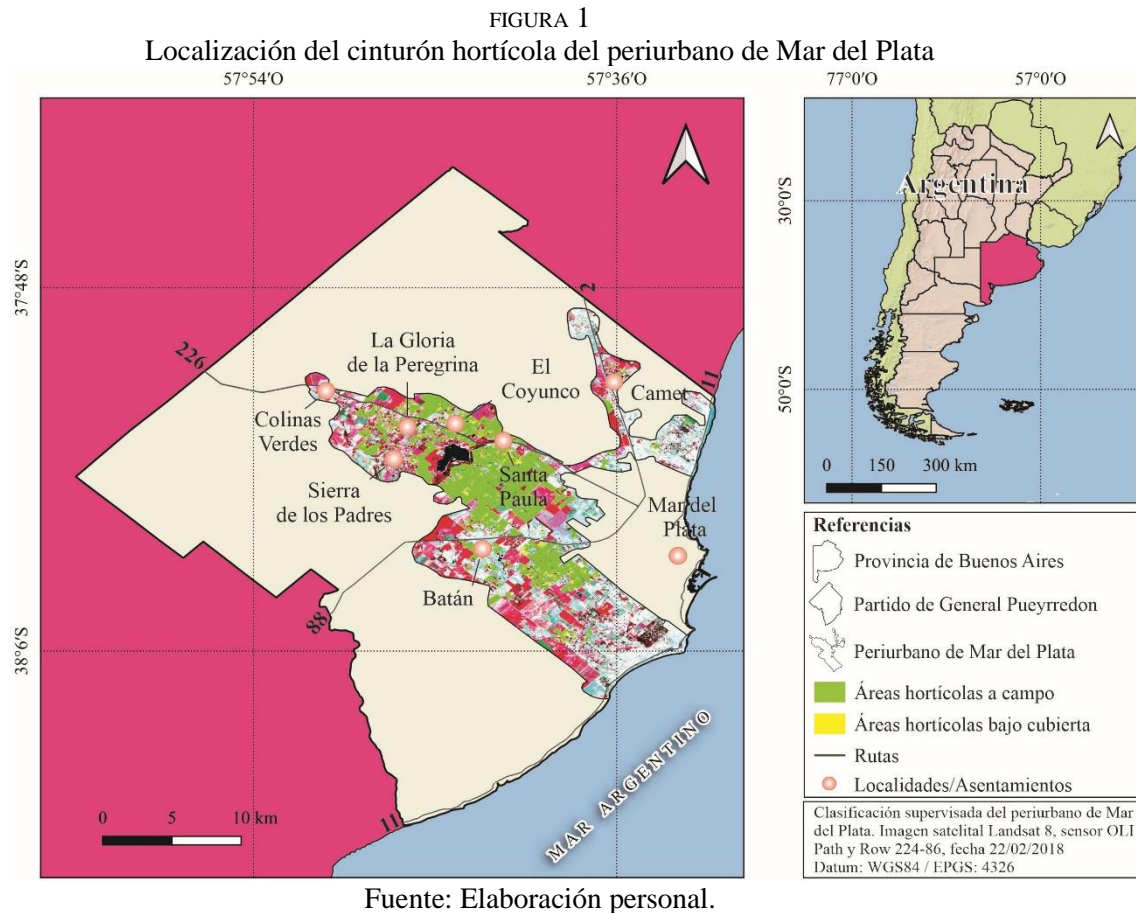 FIGURA 1
Localización del cinturón hortícola del periurbano de Mar del Plata
57°54′O
57°36′O
77°0′O
57°0′O
37°48′S
38°6′S
226
2
11
La Gloria
de la Peregrina
El
Coyunco
Camet
Colinas
Verdes
Sierra
de los Padres
Santa
Paula
Mar del
Plata
Batán
88
11
MAR ARGENTINO
0 5 10 km
Argentina
30°0′S
50°0′S
0 150 300 km
Referencias
Provincia de Buenos Aires
Partido de General Pueyrredon
Periurbano de Mar del Plata
Áreas hortícolas a campo
Áreas hortícolas bajo cubierta
Rutas
Localidades/Asentamientos
Clasificación supervisada del periurbano de Mar
del Plata. Imagen satelital Landsat 8, sensor OLI
Path y Row 224-86, fecha 22/02/2018
Datum: WGS84 / EPGS: 4326
Fuente: Elaboración personal.